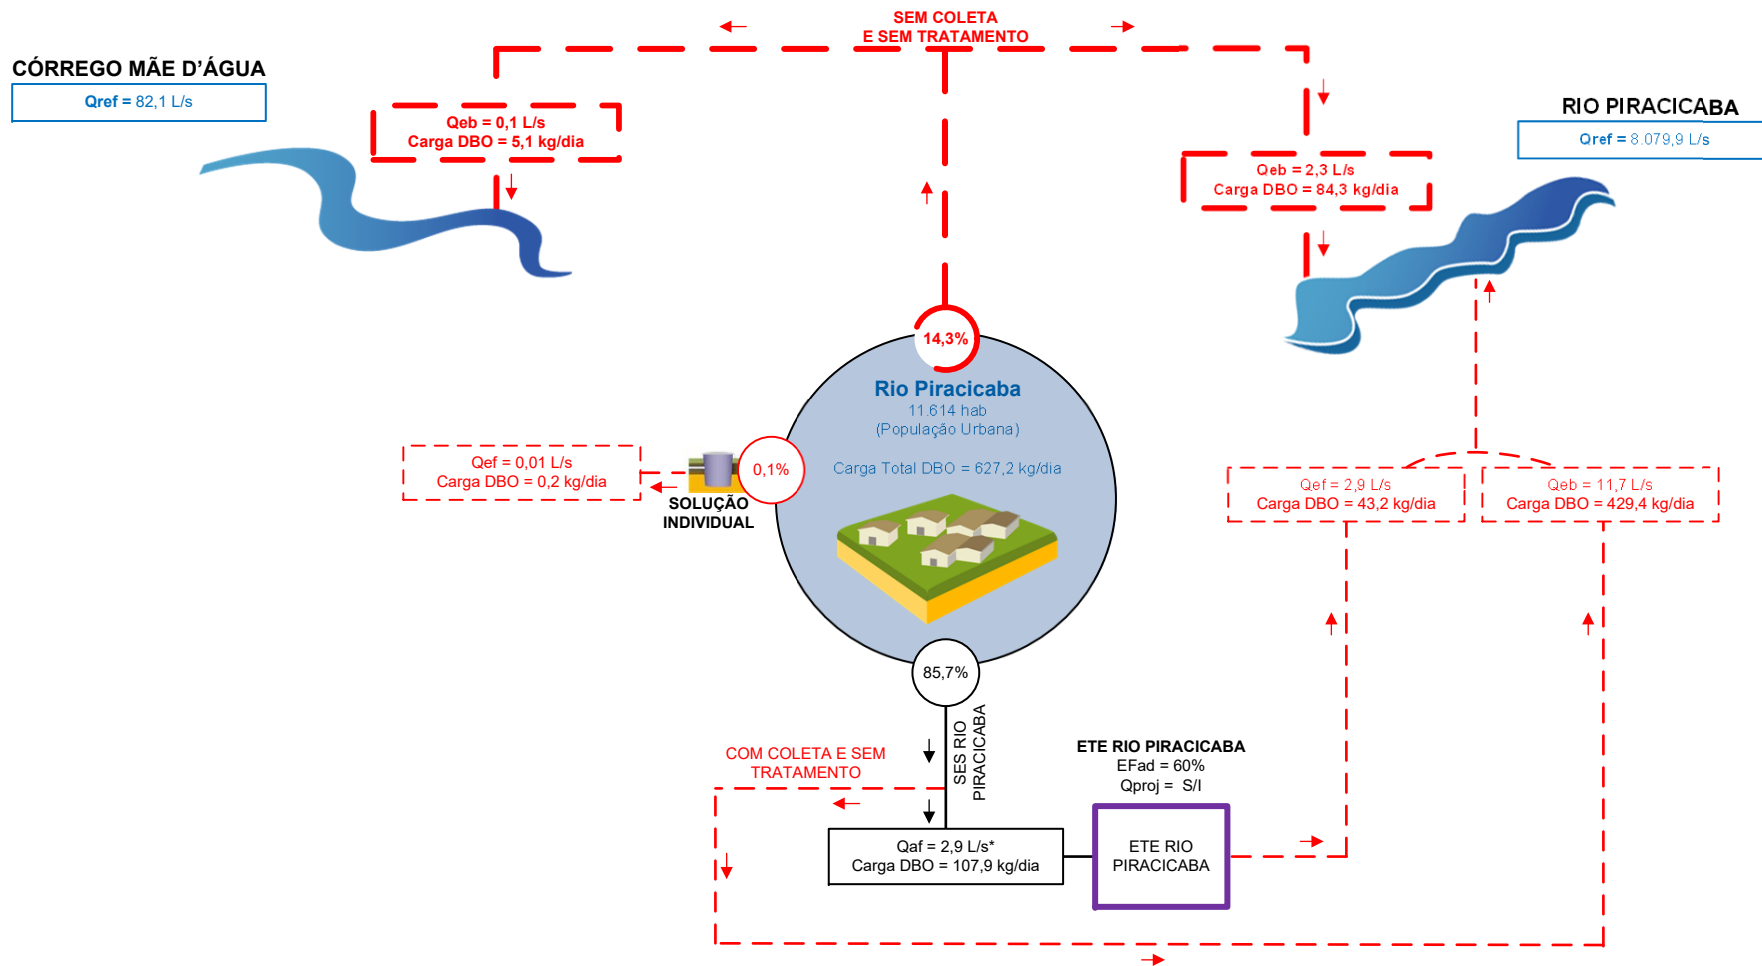 SEM COLETA
E SEM TRATAMENTO
CÓRREGO MÃE D'ÁGUA
Qref = 82,1 L/s
Qeb = 0,1 L/s
Carga DBO = 5,1 kg/dia
RIO PIRACICABA
Qref = 8.079,9 L/s
Qeb = 2,3 L/s
Carga DBO = 84,3 kg/dia
14,3%
Rio Piracicaba
11.614 hab
(População Urbana)
Carga Total DBO = 627,2 kg/dia
Qef = 0,01 L/s
Carga DBO = 0,2 kg/dia
0,1%
SOLUÇÃO
INDIVIDUAL
Qef = 2,9 L/s
Carga DBO = 43,2 kg/dia
Qeb = 11,7 L/s
Carga DBO = 429,4 kg/dia
85,7%
SES RIO
PIRACICABA
COM COLETA E SEM
TRATAMENTO
ETE RIO PIRACICABA
EFad = 60%
Qproj = S/I
Qaf = 2,9 L/s*
Carga DBO = 107,9 kg/dia
ETE RIO
PIRACICABA